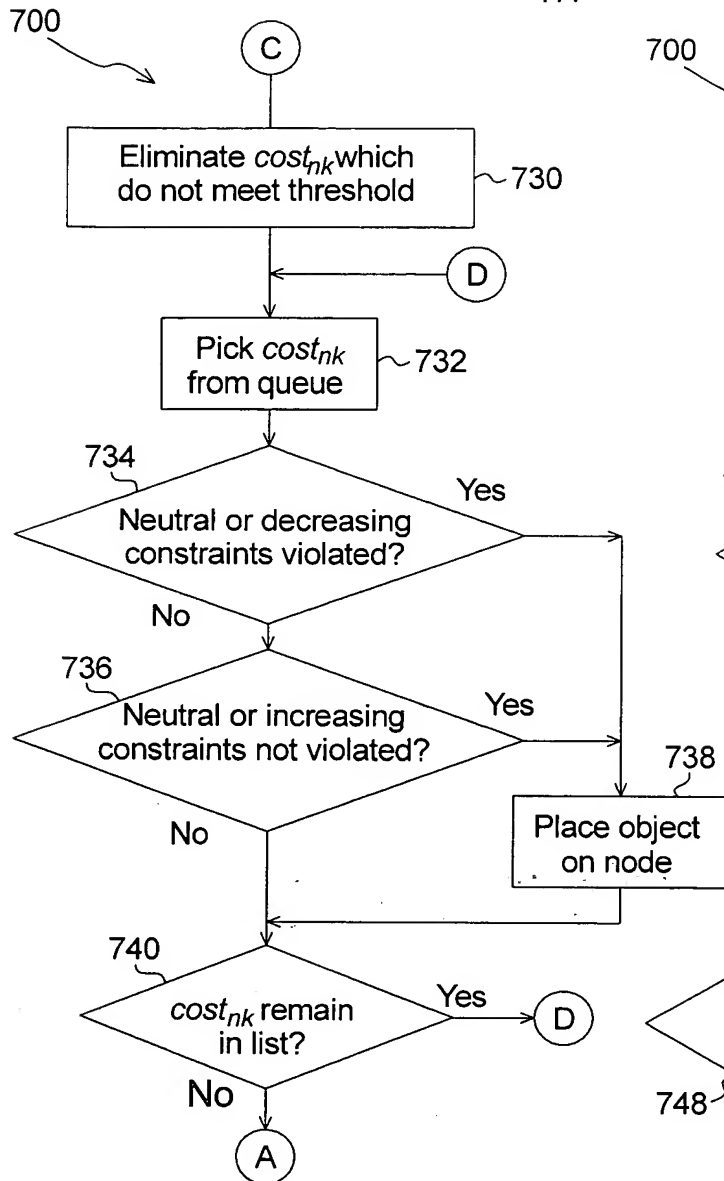 700
C
700
Eliminate cost_nk which
do not meet threshold
730
D
Pick cost_nk
from queue
732
734
Yes
Neutral or decreasing
constraints violated?
No
736
Yes
Neutral or increasing
constraints not violated?
738
No
Place object
on node
740
cost_nk remain
in list?
Yes
D
748
No
A